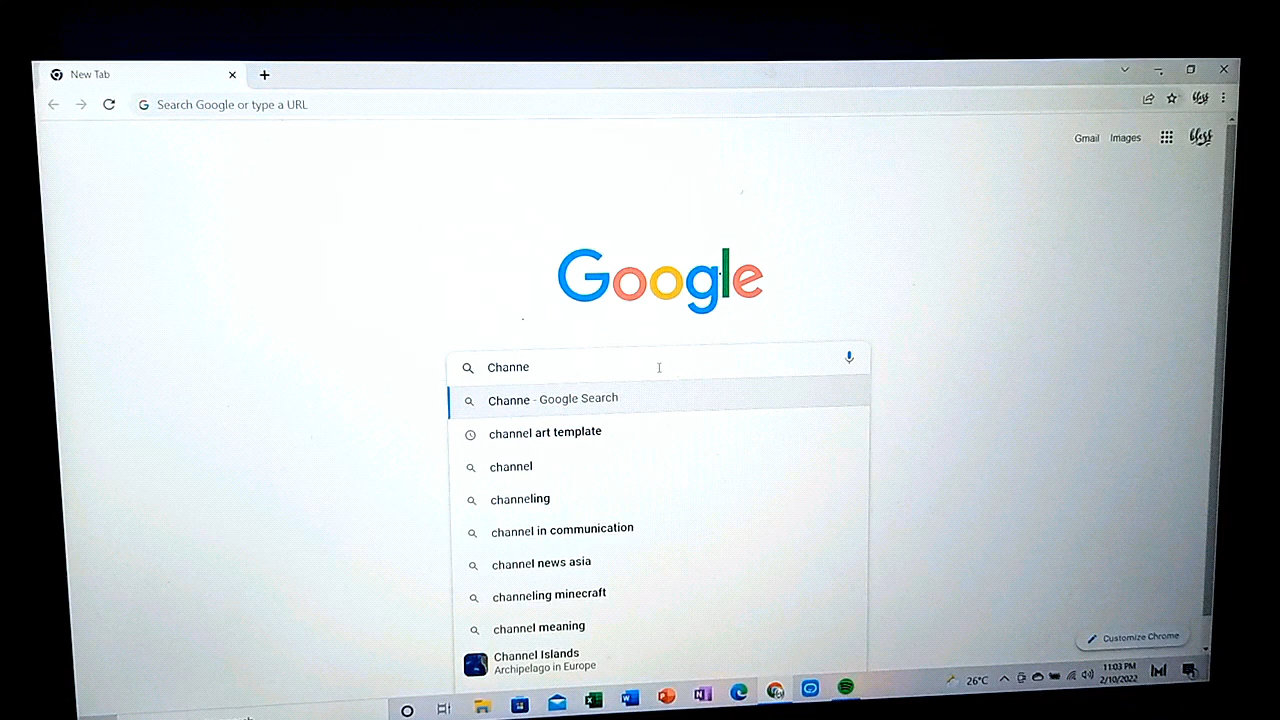 New Tab
Search Google or type a URL
Gmail Images
bless
Google
Channe
Channe - Google Search
channel art template
channel
channeling
channel in communication
channel news asia
channeling minecraft
channel meaning
Channel Islands
Archipelago in Europe
Customize Chrome
26°C
11:03 PM
2/10/2022